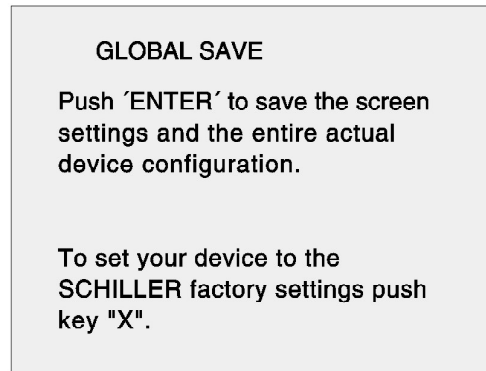 GLOBAL SAVE
Push ´ENTER´ to save the screen
settings and the entire actual
device configuration.
To set your device to the
SCHILLER factory settings push
key "X".